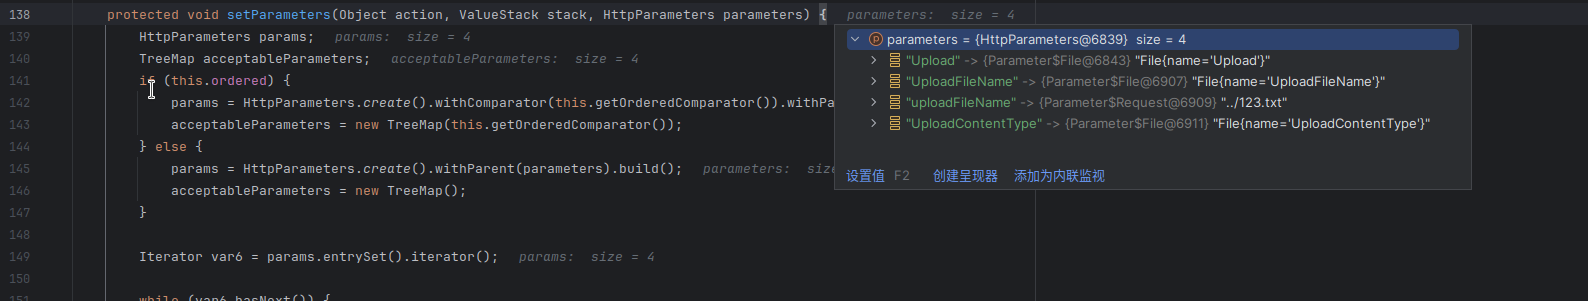 138 protected void setParameters(Object action, ValueStack stack, HttpParameters parameters) { parameters: size = 4
139 HttpParameters params; params: size = 4
140 TreeMap acceptableParameters; acceptableParameters: size = 4
141 if (this.ordered) {
142 params = HttpParameters.create().withComparator(this.getOrderedComparator()).withPa
143 acceptableParameters = new TreeMap(this.getOrderedComparator());
144 } else {
145 params = HttpParameters.create().withParent(parameters).build(); parameters: size
146 acceptableParameters = new TreeMap();
147 }
148
149 Iterator var6 = params.entrySet().iterator(); params: size = 4
150
151 while (var6.hasNext()) {
parameters = {HttpParameters@6839} size = 4
"Upload" -> {Parameter$File@6843} "File{name='Upload'}"
"UploadFileName" -> {Parameter$File@6907} "File{name='UploadFileName'}"
"uploadFileName" -> {Parameter$Request@6909} "../123.txt"
"UploadContentType" -> {Parameter$File@6911} "File{name='UploadContentType'}"
设置值 F2 创建呈现器 添加为内联监视